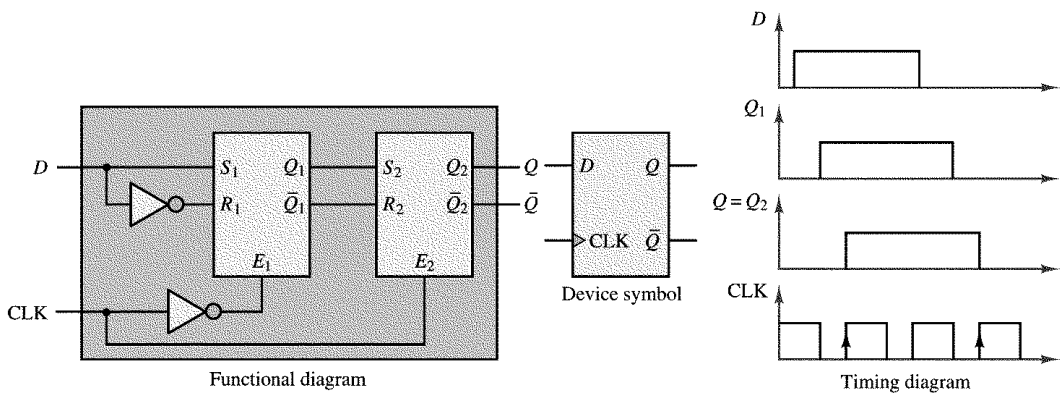 D
S₁
Q₁
R₁
Q̄₁
E₁
S₂
Q₂
R₂
Q̄₂
E₂
Q
Q̄
CLK
Functional diagram
D
Q
CLK
Q̄
Device symbol
D
Q₁
Q = Q₂
CLK
Timing diagram